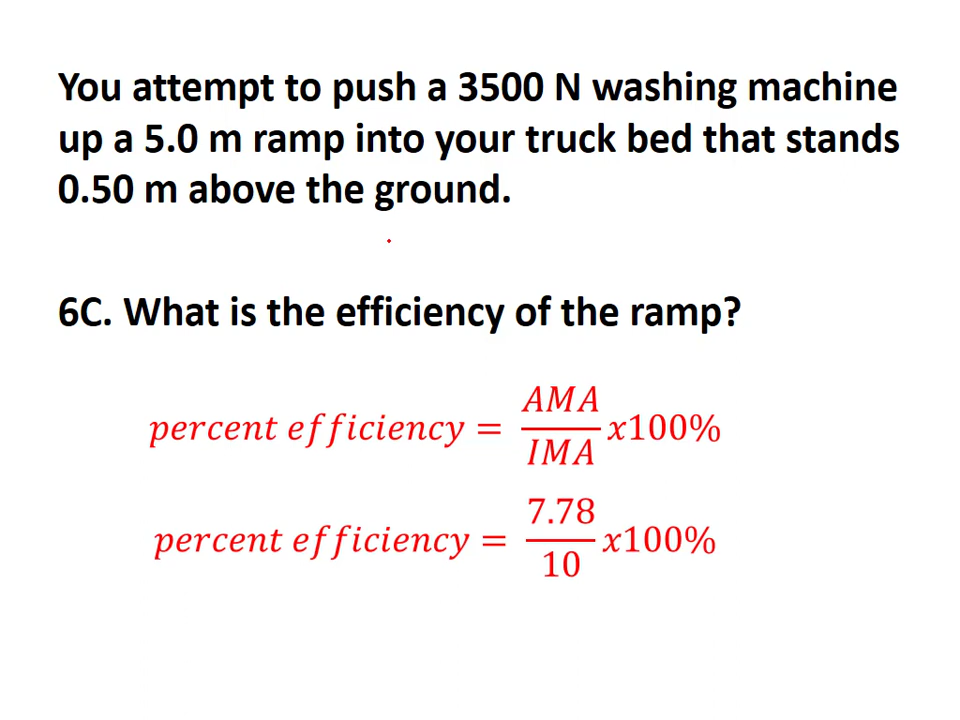 You attempt to push a 3500 N washing machine
up a 5.0 m ramp into your truck bed that stands
0.50 m above the ground.
6C. What is the efficiency of the ramp?
percent efficiency = AMA/IMA x100%
percent efficiency = 7.78/10 x100%